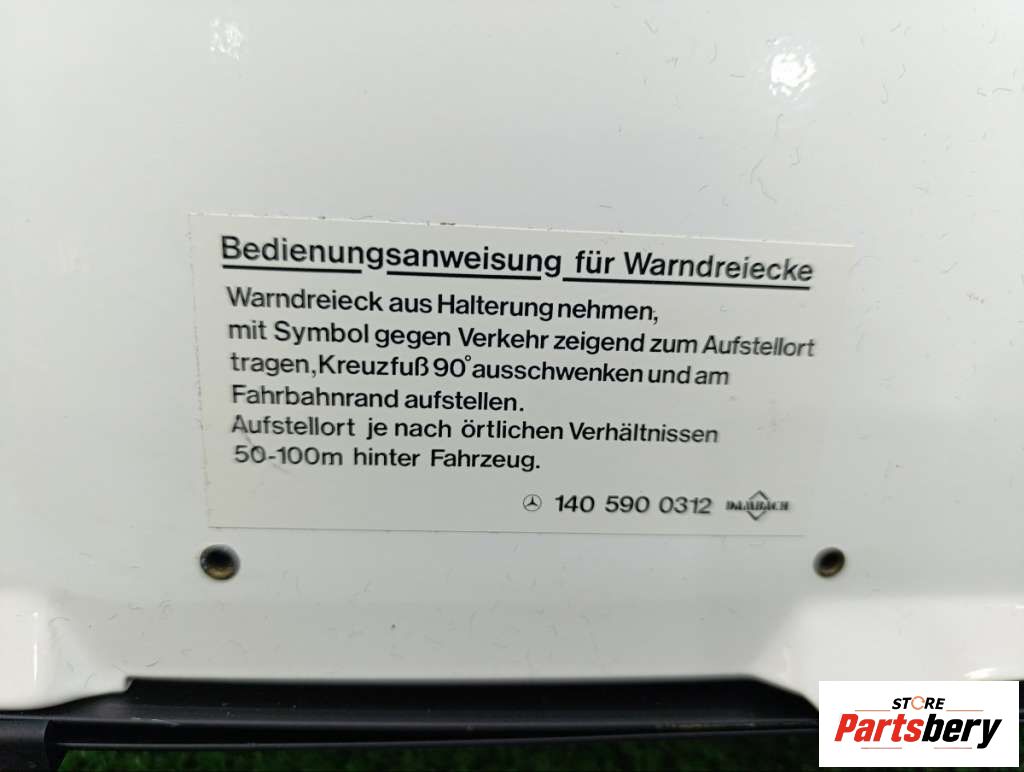 Bedienungsanweisung für Warndreiecke
Warndreieck aus Halterung nehmen,
mit Symbol gegen Verkehr zeigend zum Aufstellort
tragen, Kreuzfuß 90° ausschwenken und am
Fahrbahnrand aufstellen.
Aufstellort je nach örtlichen Verhältnissen
50-100m hinter Fahrzeug.
140 590 0312
STORE
Partsbery